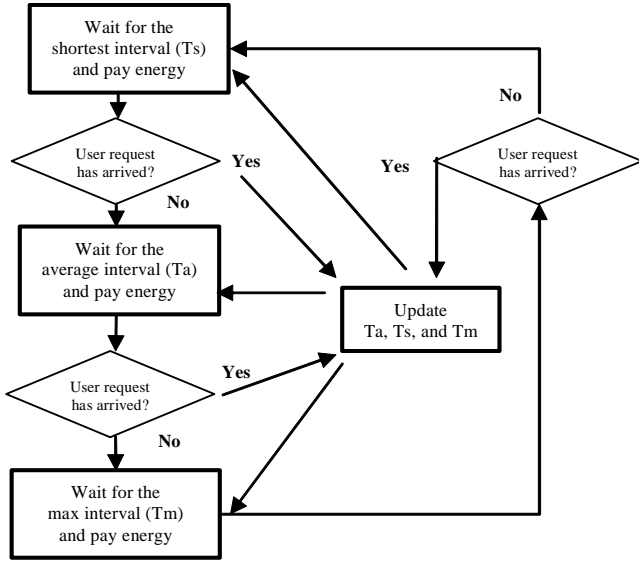 Wait for the
shortest interval (Ts)
and pay energy
No
User request
has arrived?
Yes
Yes
User request
has arrived?
No
Wait for the
average interval (Ta)
and pay energy
Update
Ta, Ts, and Tm
User request
has arrived?
Yes
No
Wait for the
max interval (Tm)
and pay energy